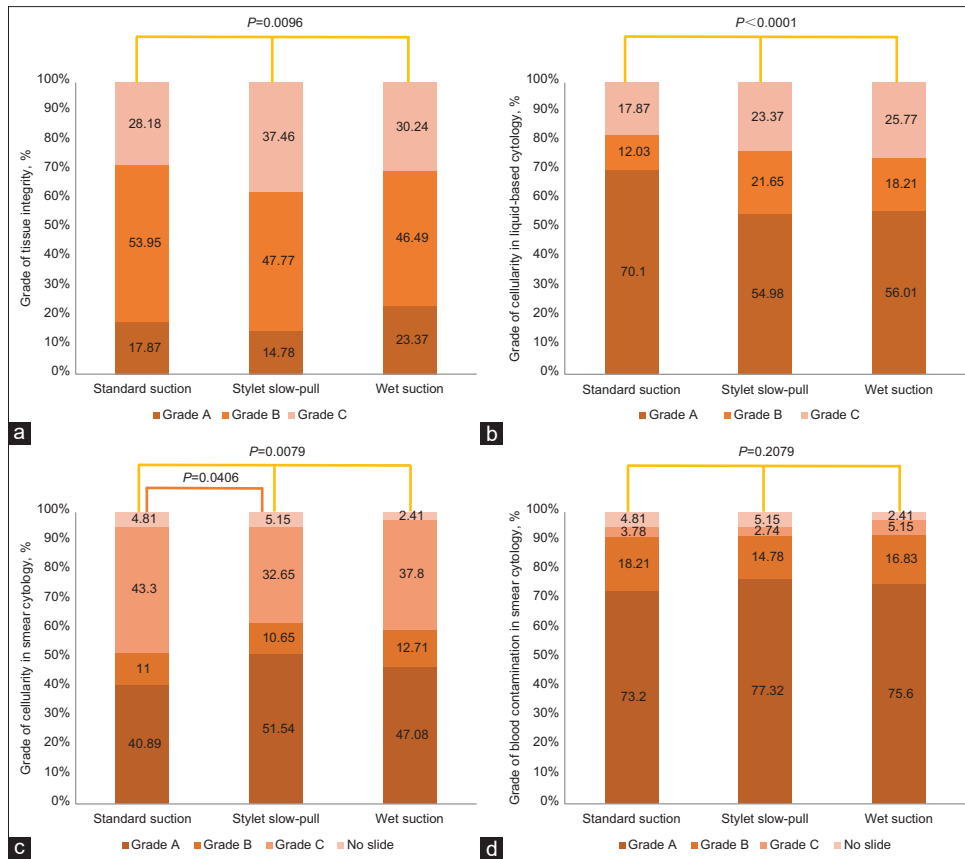 P=0.0096
Grade of tissue integrity, %
100%
90%
80%
70%
60%
50%
40%
30%
20%
10%
0%
28.18
53.95
17.87
37.46
47.77
14.78
30.24
46.49
23.37
Standard suction
Stylet slow-pull
Wet suction
Grade A
Grade B
Grade C
a
P<0.0001
Grade of cellularity in liquid-based cytology, %
100%
90%
80%
70%
60%
50%
40%
30%
20%
10%
0%
17.87
12.03
70.1
23.37
21.65
54.98
25.77
18.21
56.01
Standard suction
Stylet slow-pull
Wet suction
Grade A
Grade B
Grade C
b
P=0.0079
P=0.0406
Grade of cellularity in smear cytology, %
100%
90%
80%
70%
60%
50%
40%
30%
20%
10%
0%
4.81
43.3
11
40.89
5.15
32.65
10.65
51.54
2.41
37.8
12.71
47.08
Standard suction
Stylet slow-pull
Wet suction
Grade A
Grade B
Grade C
No slide
c
P=0.2079
Grade of blood contamination in smear cytology, %
100%
90%
80%
70%
60%
50%
40%
30%
20%
10%
0%
4.81
3.78
18.21
73.2
5.15
2.74
14.78
77.32
2.41
5.15
16.83
75.6
Standard suction
Stylet slow-pull
Wet suction
Grade A
Grade B
Grade C
No slide
d